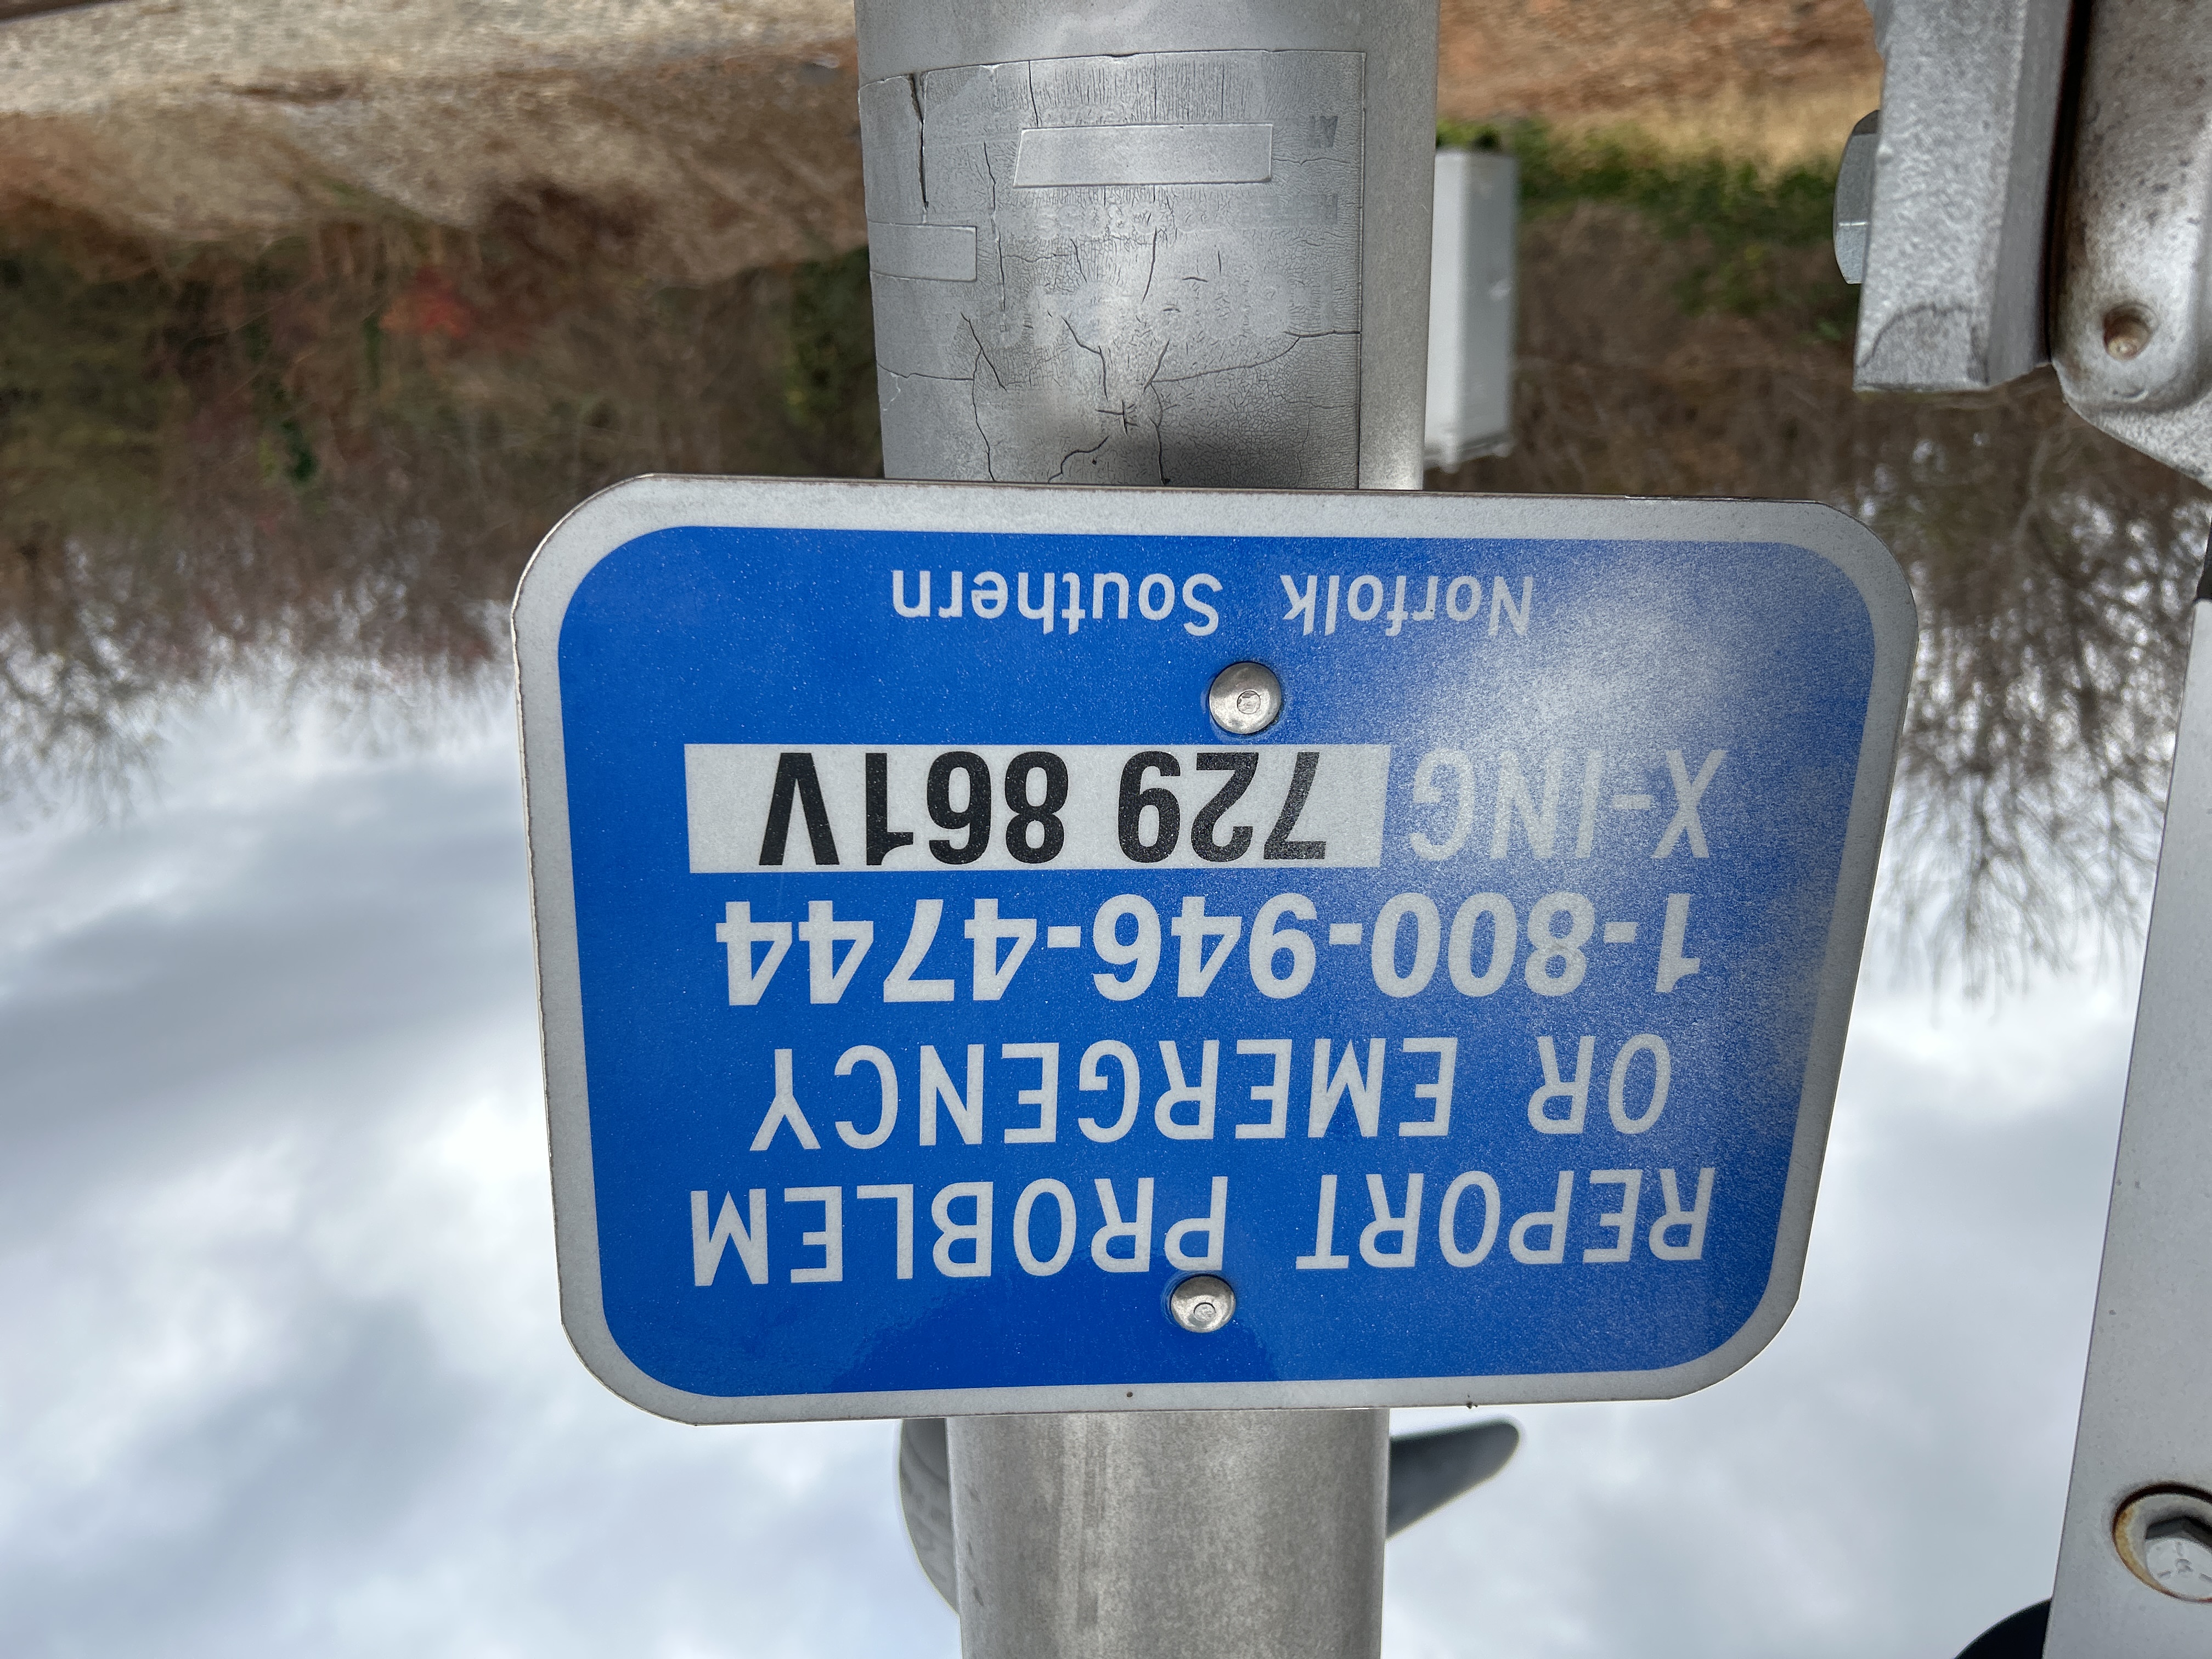 REPORT PROBLEM
OR EMERGENCY
1-800-946-4744
X-ING 729 861V
Norfolk Southern